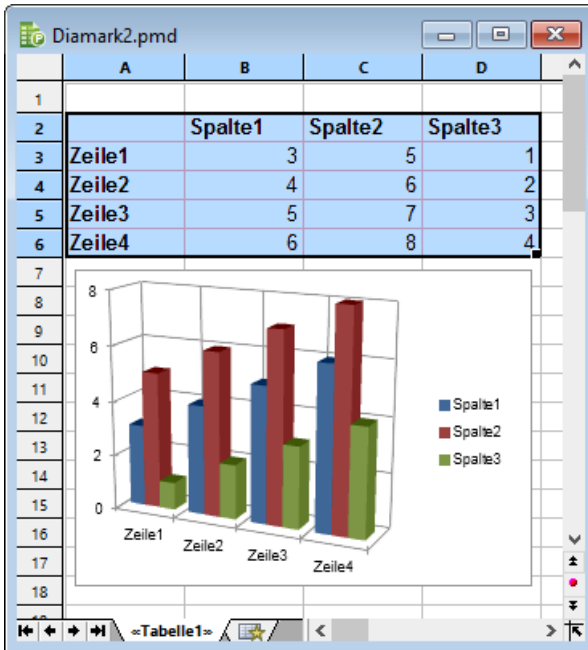 Diamark2.pmd
A B C D
1
2 Spalte1 Spalte2 Spalte3
3 Zeile1 3 5 1
4 Zeile2 4 6 2
5 Zeile3 5 7 3
6 Zeile4 6 8 4
7
8
9
10
11
12
13
14
15
16
17
18
8
6
4
2
0
Zeile1
Zeile2
Zeile3
Zeile4
Spalte1
Spalte2
Spalte3
«Tabelle1»